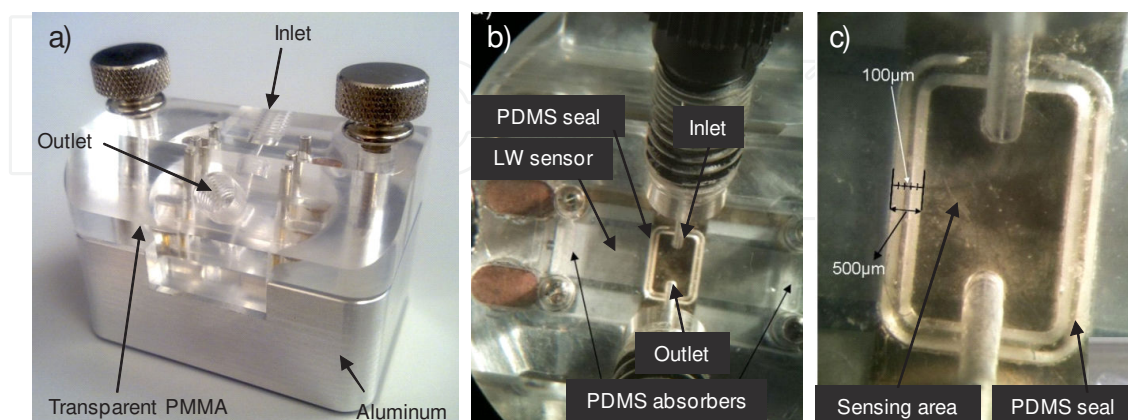 a)
Inlet
Outlet
Transparent PMMA
Aluminum
b)
PDMS seal
Inlet
LW sensor
Outlet
PDMS absorbers
c)
100µm
500µm
Sensing area
PDMS seal